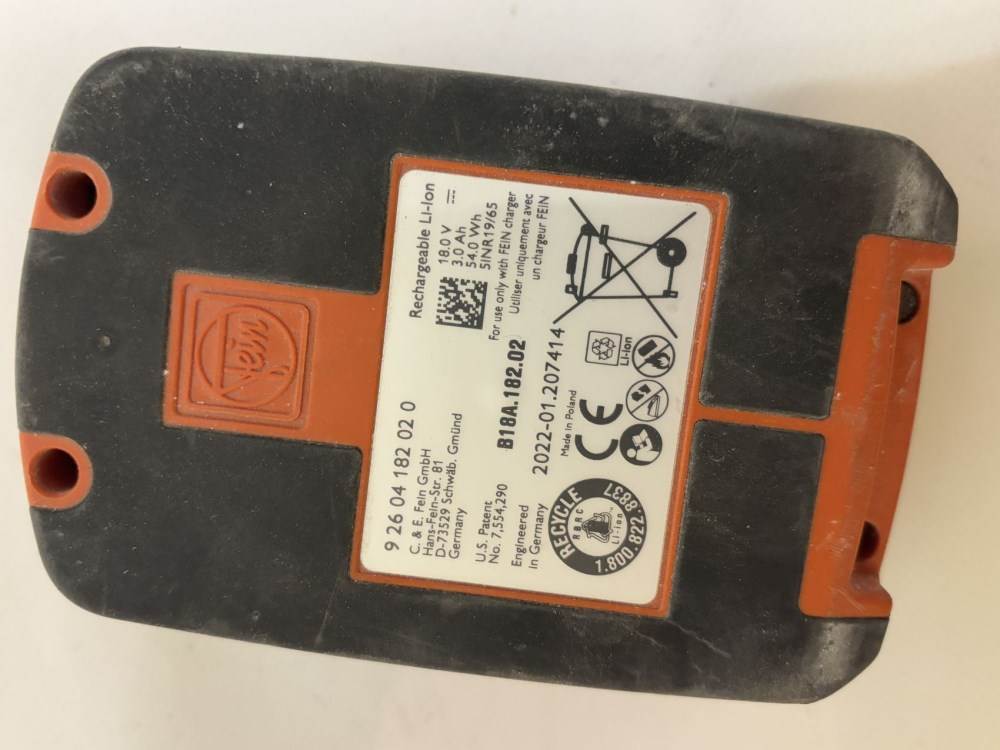 Fein
9 26 04 182 02 0
C. & E. Fein GmbH
Hans-Fein-Str. 81
D-73529 Schwäb. Gmünd
Germany
U.S. Patent
No. 7,554,290
Engineered
in Germany
Rechargeable Li-Ion
18.0 V
3.0 Ah
54.0 Wh
5INR19/65
For use only with FEIN charger
Utiliser uniquement avec
un chargeur FEIN
B18A.182.02
2022-01.207414
Made in Poland
CE
Li-Ion
RECYCLE
RBRC
Li-Ion
1.800.822.8837